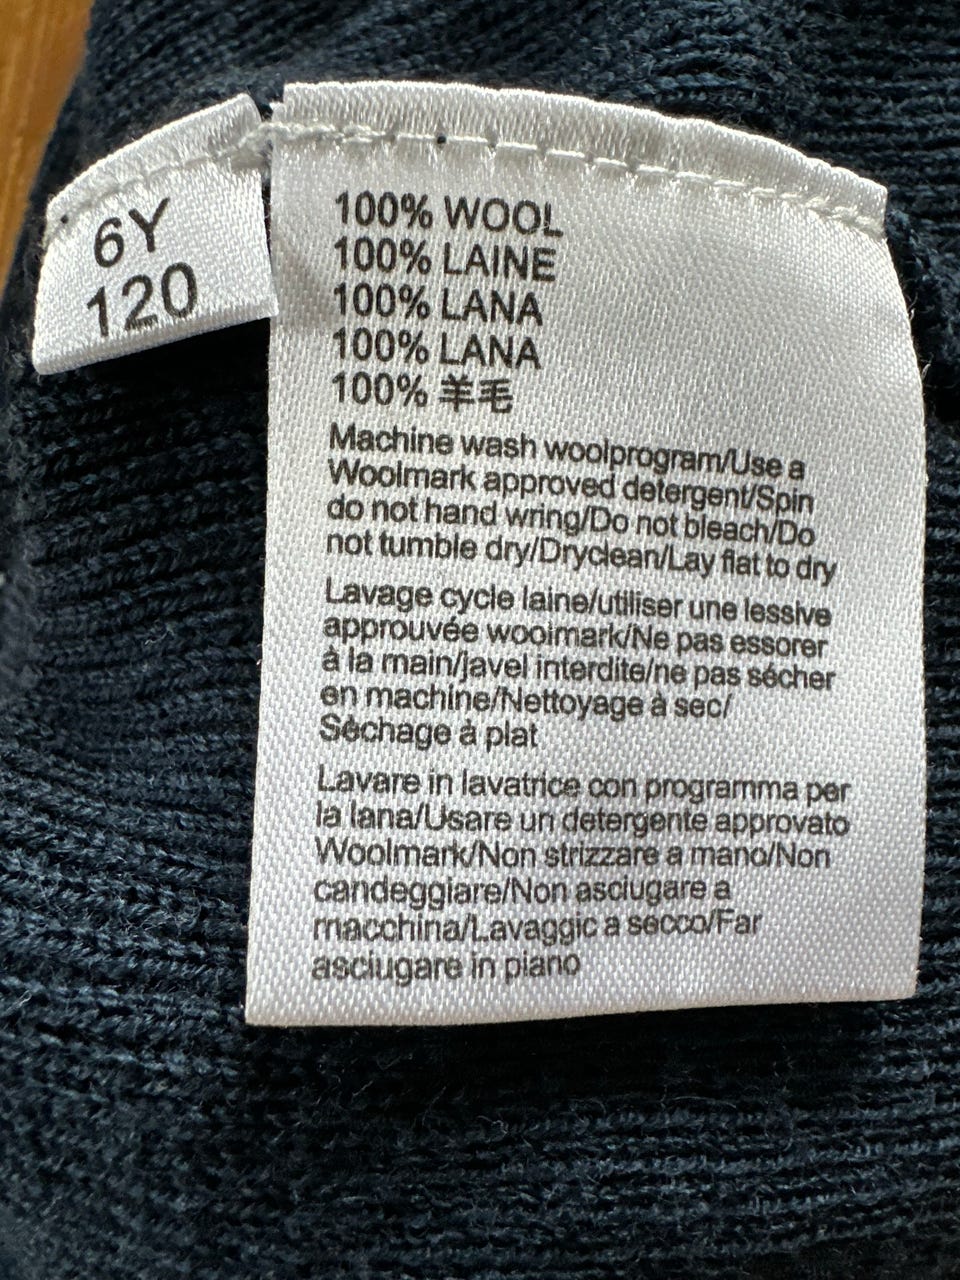 6Y
120
100% WOOL
100% LAINE
100% LANA
100% LANA
100% 羊毛
Machine wash woolprogram/Use a
Woolmark approved detergent/Spin
do not hand wring/Do not bleach/Do
not tumble dry/Dryclean/Lay flat to dry
Lavage cycle laine/utiliser une lessive
approuvée woolmark/Ne pas essorer
à la main/javel interdite/ne pas sécher
en machine/Nettoyage à sec/
Séchage à plat
Lavare in lavatrice con programma per
la lana/Usare un detergente approvato
Woolmark/Non strizzare a mano/Non
candeggiare/Non asciugare a
macchina/Lavaggio a secco/Far
asciugare in piano